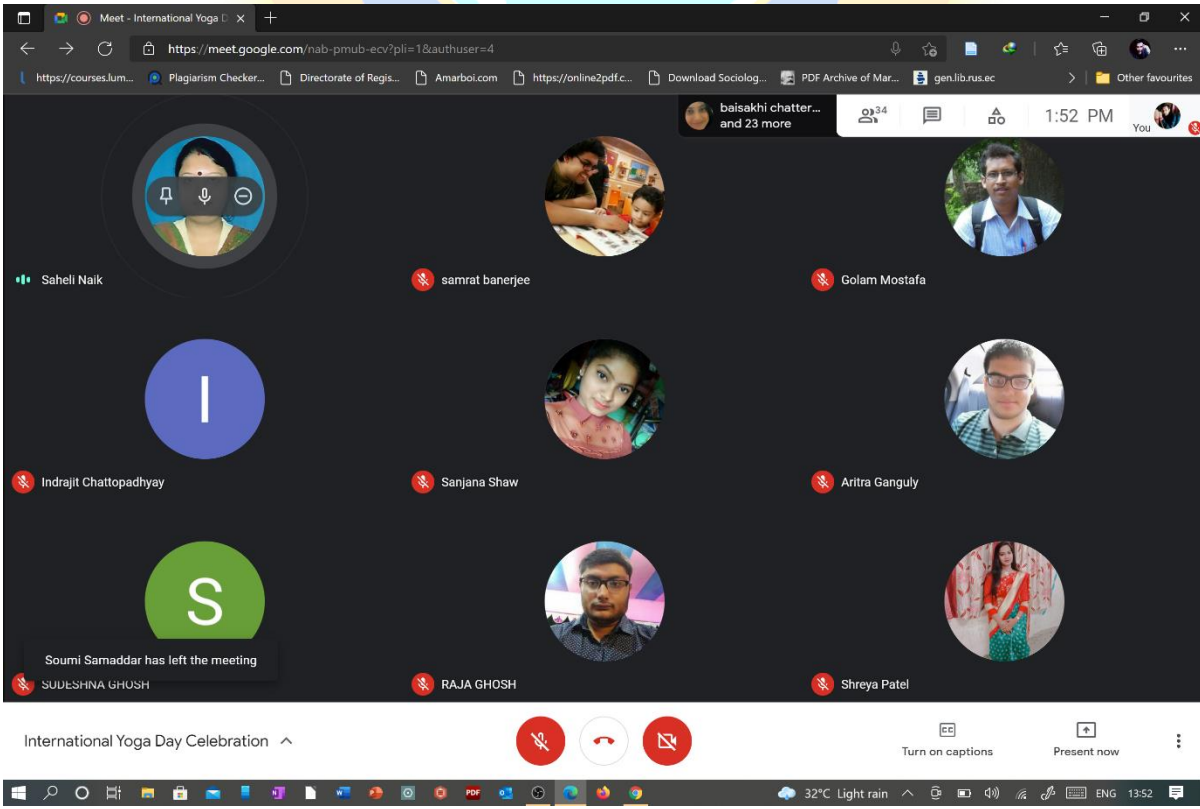 Meet - International Yoga D
https://meet.google.com/nab-pmub-ecv?pli=1&authuser=4
https://courses.lum... Plagiarism Checker... Directorate of Regis... Amarboi.com https://online2pdf.c... Download Sociolog... PDF Archive of Mar... gen.lib.rus.ec Other favourites
baisakhi chatter...
and 23 more
34
1:52 PM
You
Saheli Naik
samrat banerjee
Golam Mostafa
I
Indrajit Chattopadhyay
Sanjana Shaw
Aritra Ganguly
S
Soumi Samaddar has left the meeting
SUDESHNA GHOSH
RAJA GHOSH
Shreya Patel
International Yoga Day Celebration
CC
Turn on captions
Present now
PDF
32°C Light rain ENG 13:52